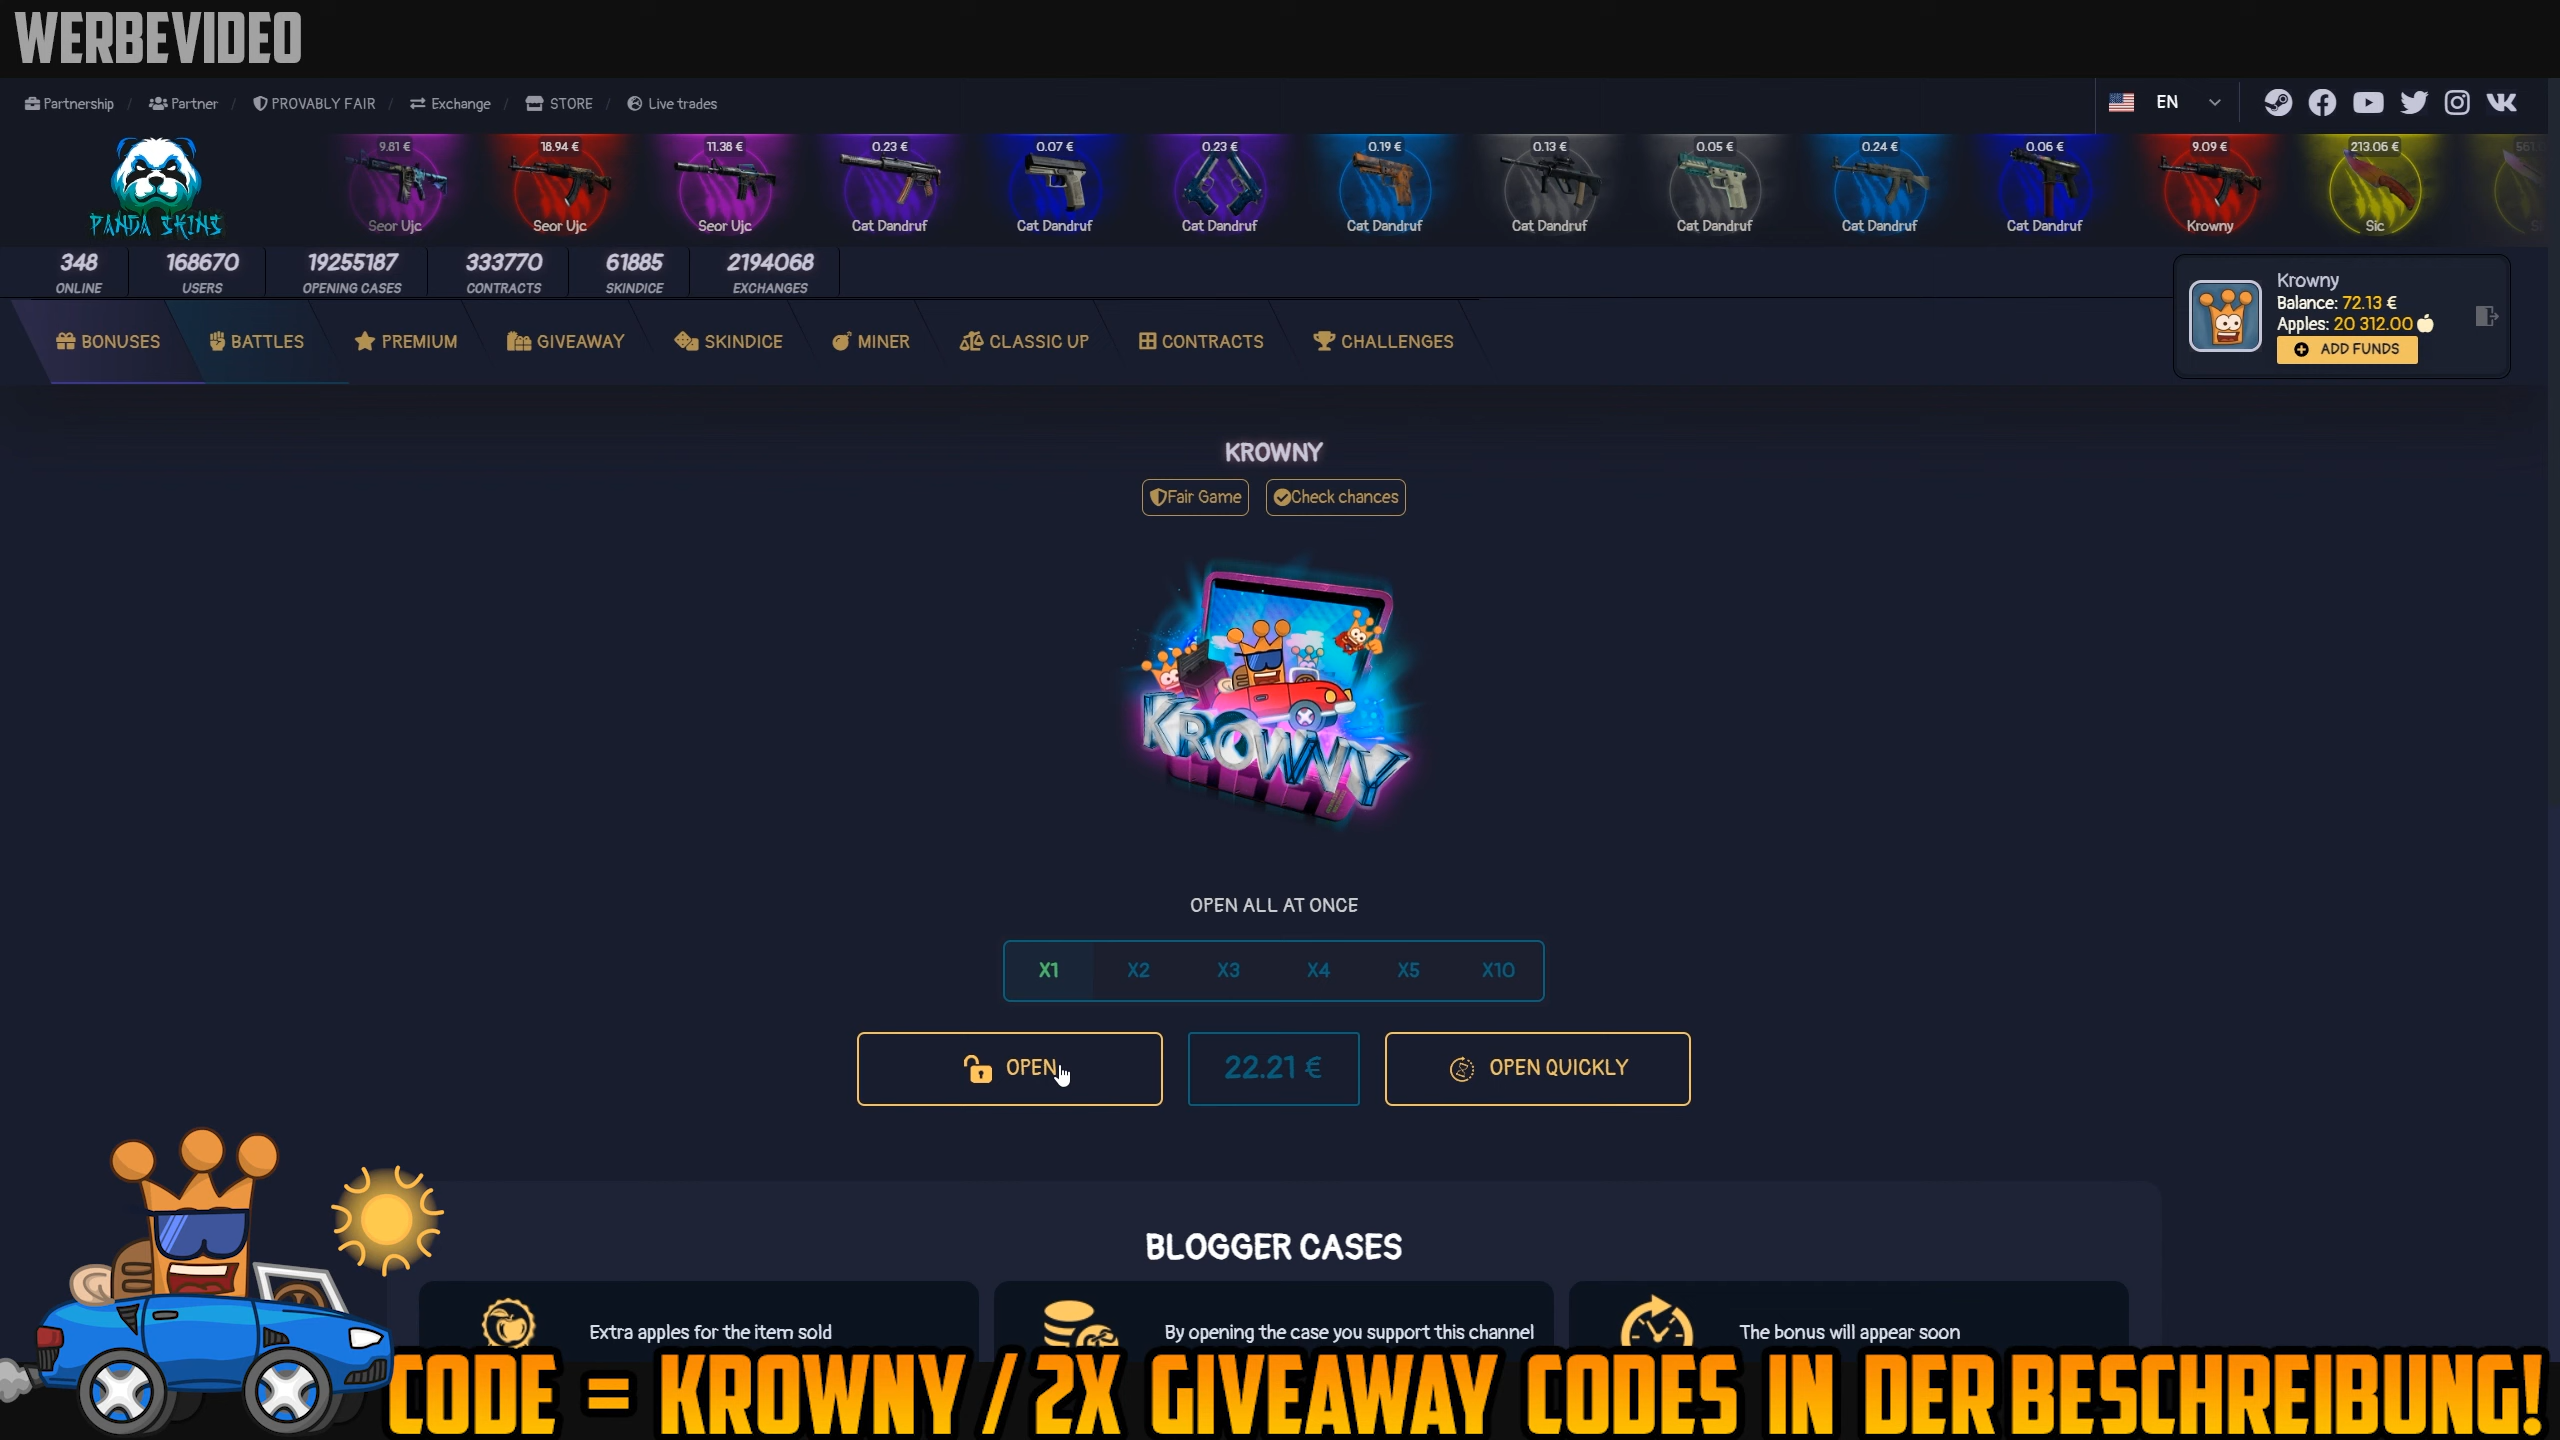 WERBEVIDEO
Partnership / Partner / PROVABLY FAIR / Exchange / STORE / Live trades
EN
9.81 € 18.94 € 11.38 € 0.23 € 0.07 € 0.23 € 0.19 € 0.13 € 0.05 € 0.24 € 0.06 € 9.09 € 213.06 €
Seor Ujc Seor Ujc Seor Ujc Cat Dandruf Cat Dandruf Cat Dandruf Cat Dandruf Cat Dandruf Cat Dandruf Cat Dandruf Cat Dandruf Krowny Sic
PANDA SKINS
348 168670 19255187 333770 61885 2194068
ONLINE USERS OPENING CASES CONTRACTS SKINDICE EXCHANGES
Krowny
Balance: 72.13 €
Apples: 20 312.00
ADD FUNDS
BONUSES BATTLES PREMIUM GIVEAWAY SKINDICE MINER CLASSIC UP CONTRACTS CHALLENGES
KROWNY
Fair Game Check chances
KROWNY
OPEN ALL AT ONCE
X1 X2 X3 X4 X5 X10
OPEN 22.21 € OPEN QUICKLY
BLOGGER CASES
Extra apples for the item sold By opening the case you support this channel The bonus will appear soon
CODE = KROWNY / 2X GIVEAWAY CODES IN DER BESCHREIBUNG!